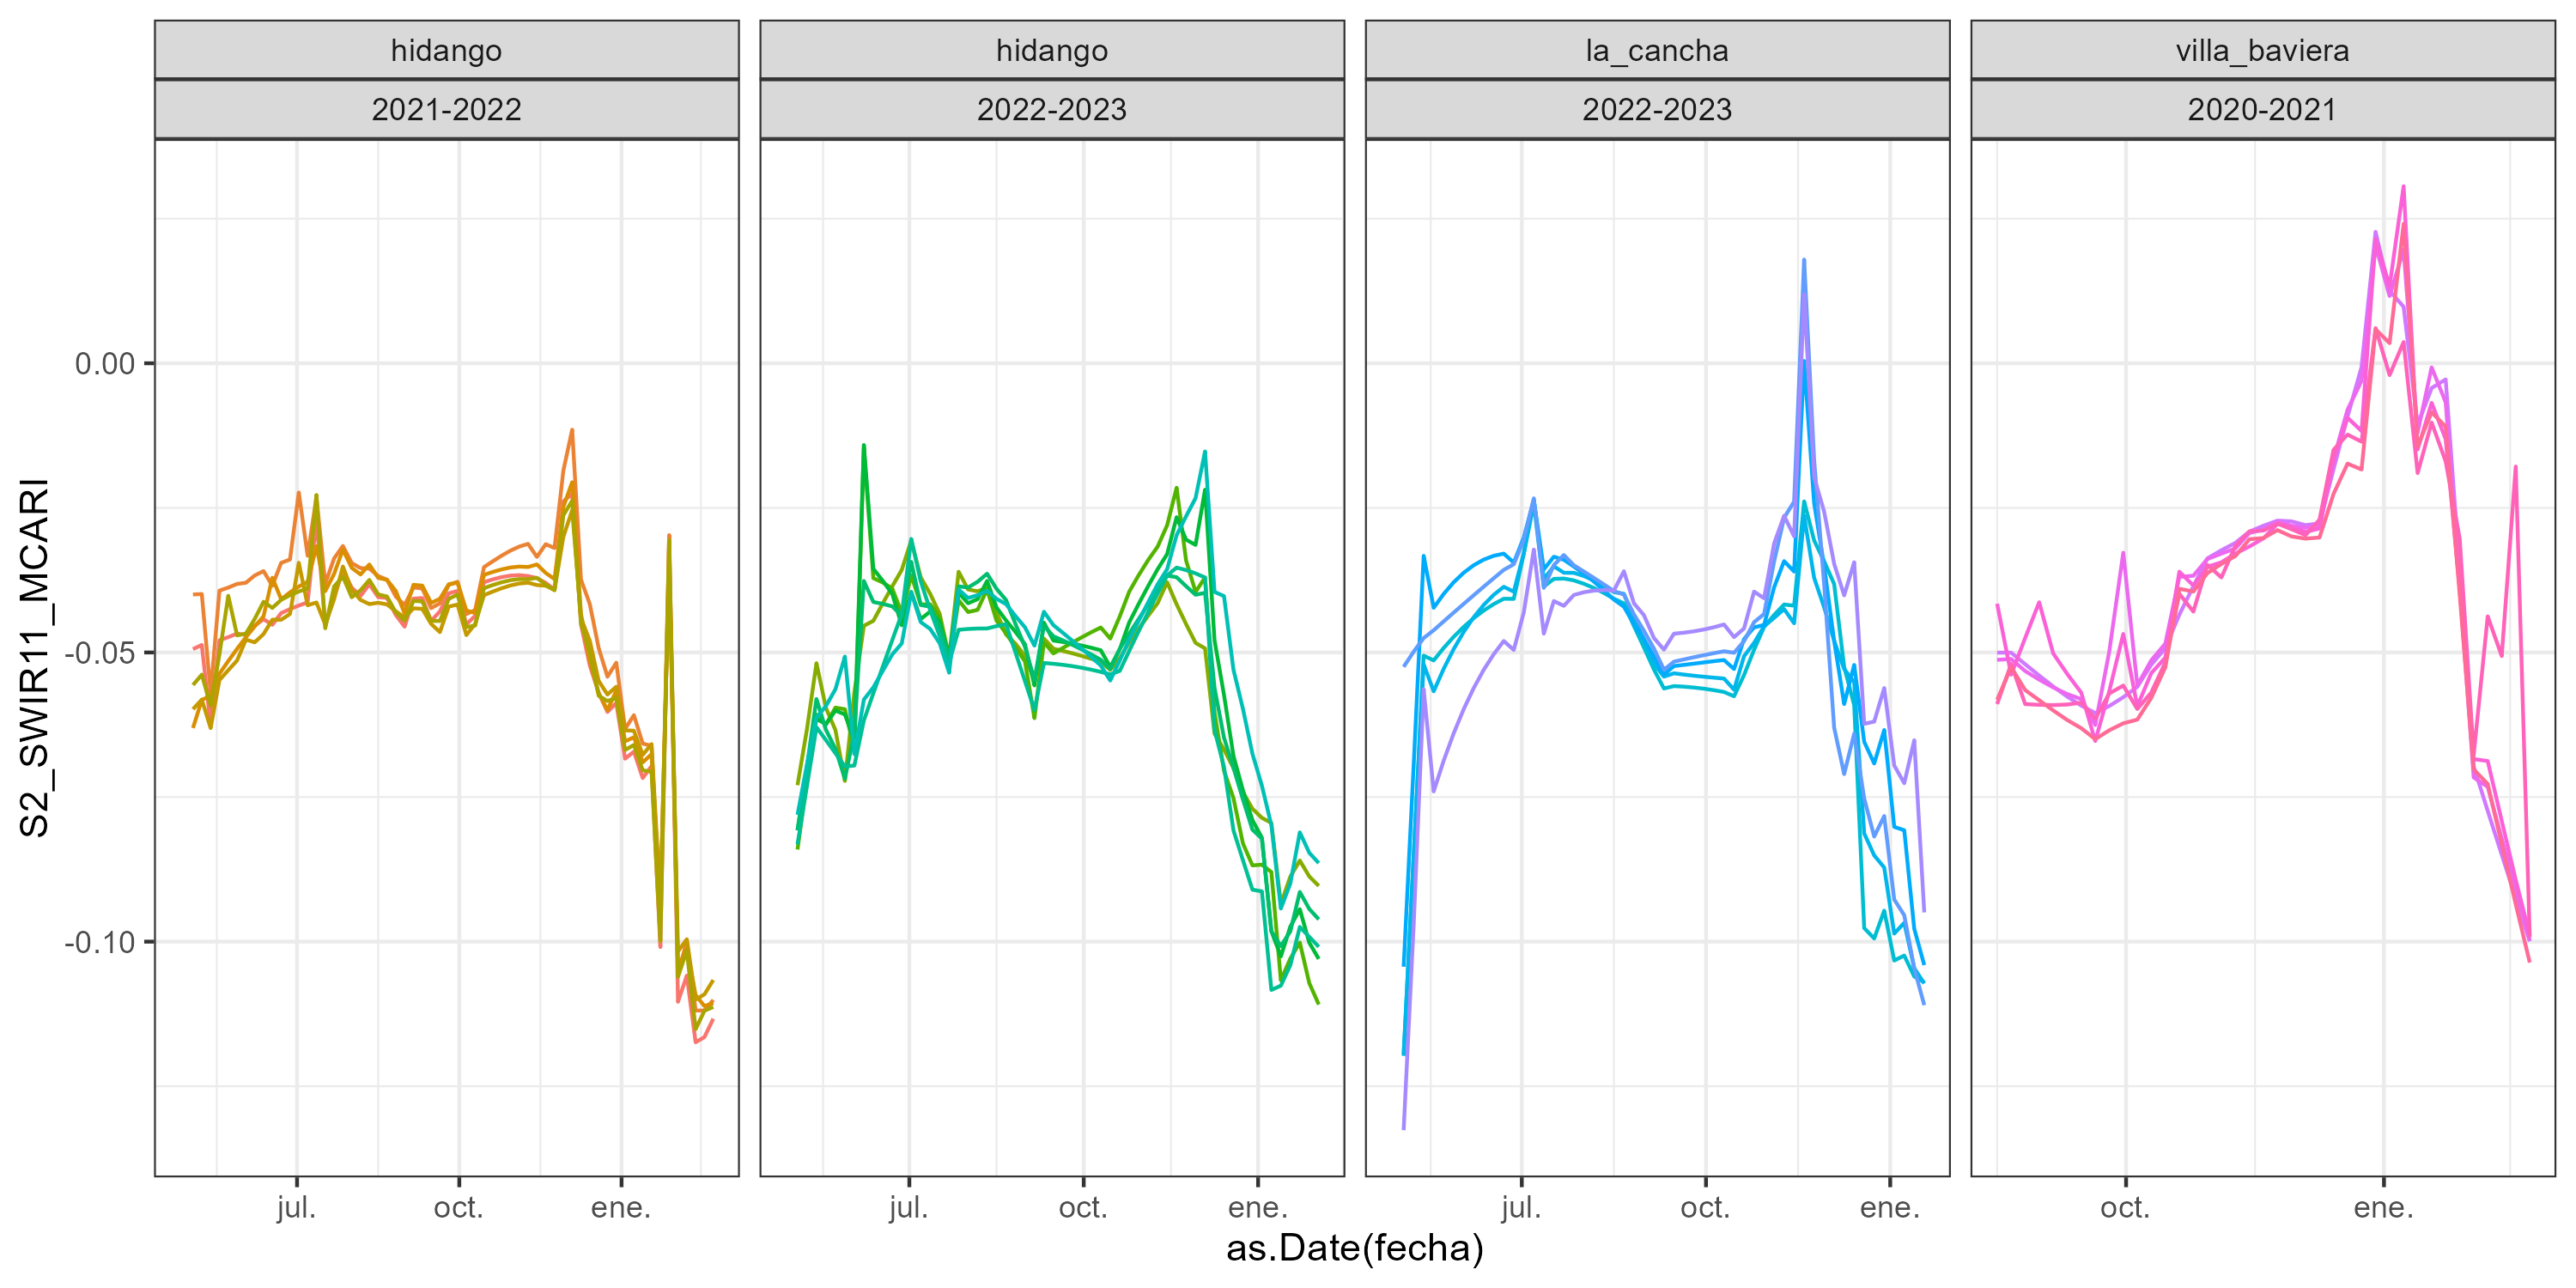 hidango
2021-2022
hidango
2022-2023
la_cancha
2022-2023
villa_baviera
2020-2021
S2_SWIR11_MCARI
0.00
-0.05
-0.10
jul.
oct.
ene.
jul.
oct.
ene.
jul.
oct.
ene.
oct.
ene.
as.Date(fecha)